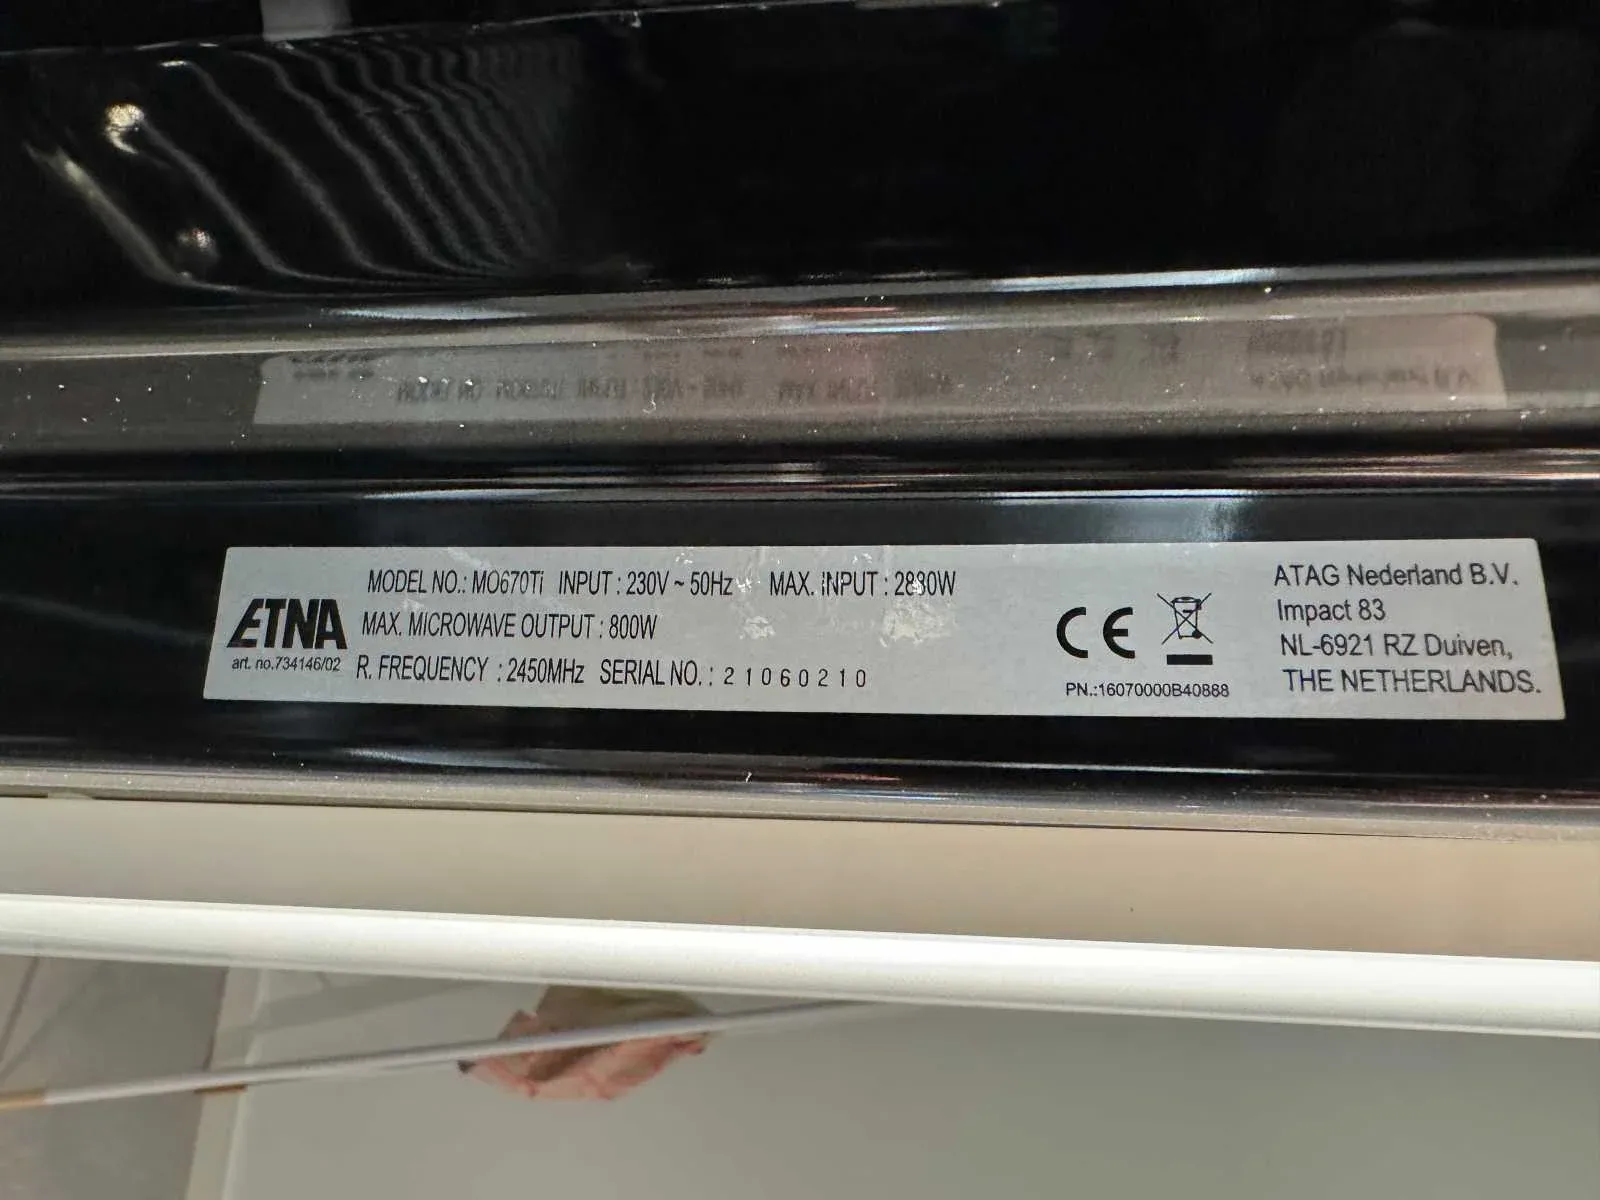 MODEL NO.: MO670Ti INPUT : 230V ~ 50Hz MAX. INPUT : 2880W
ETNA MAX. MICROWAVE OUTPUT : 800W
art. no.734146/02 R. FREQUENCY : 2450MHz SERIAL NO. : 21060210
CE
PN.:16070000B40888
ATAG Nederland B.V.
Impact 83
NL-6921 RZ Duiven,
THE NETHERLANDS.